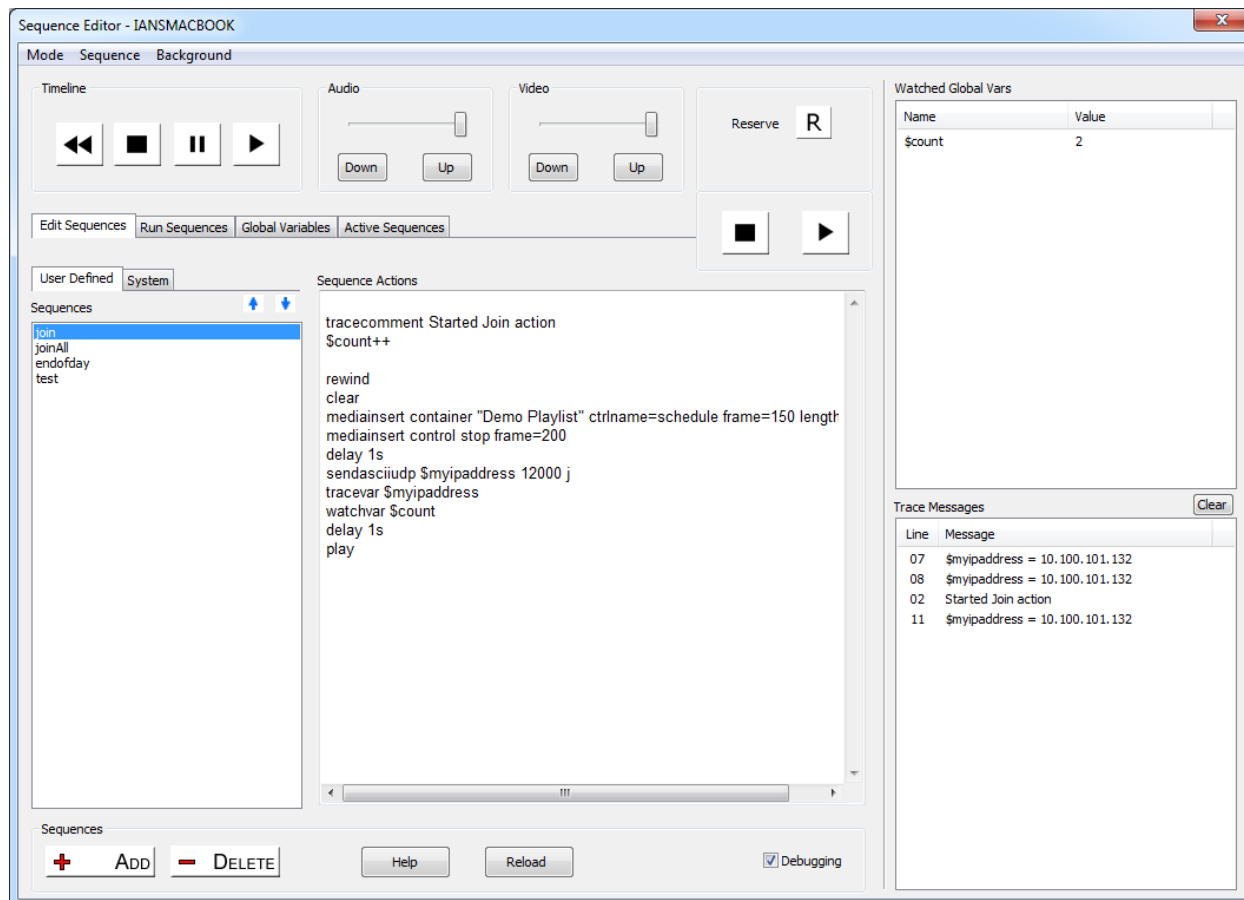 Sequence Editor - IANSMACBOOK
Mode Sequence Background
Timeline
Audio
Down Up
Video
Down Up
Reserve R
Edit Sequences Run Sequences Global Variables Active Sequences
User Defined System
Sequences
join
joinAll
endofday
test
Sequence Actions
tracecomment Started Join action
$count++
rewind
clear
mediainsert container "Demo Playlist" ctrlname=schedule frame=150 length
mediainsert control stop frame=200
delay 1s
sendasciiudp $myipaddress 12000 j
tracevar $myipaddress
watchvar $count
delay 1s
play
Sequences
ADD DELETE Help Reload Debugging
Watched Global Vars
Name Value
$count 2
Trace Messages Clear
Line Message
07 $myipaddress = 10.100.101.132
08 $myipaddress = 10.100.101.132
02 Started Join action
11 $myipaddress = 10.100.101.132